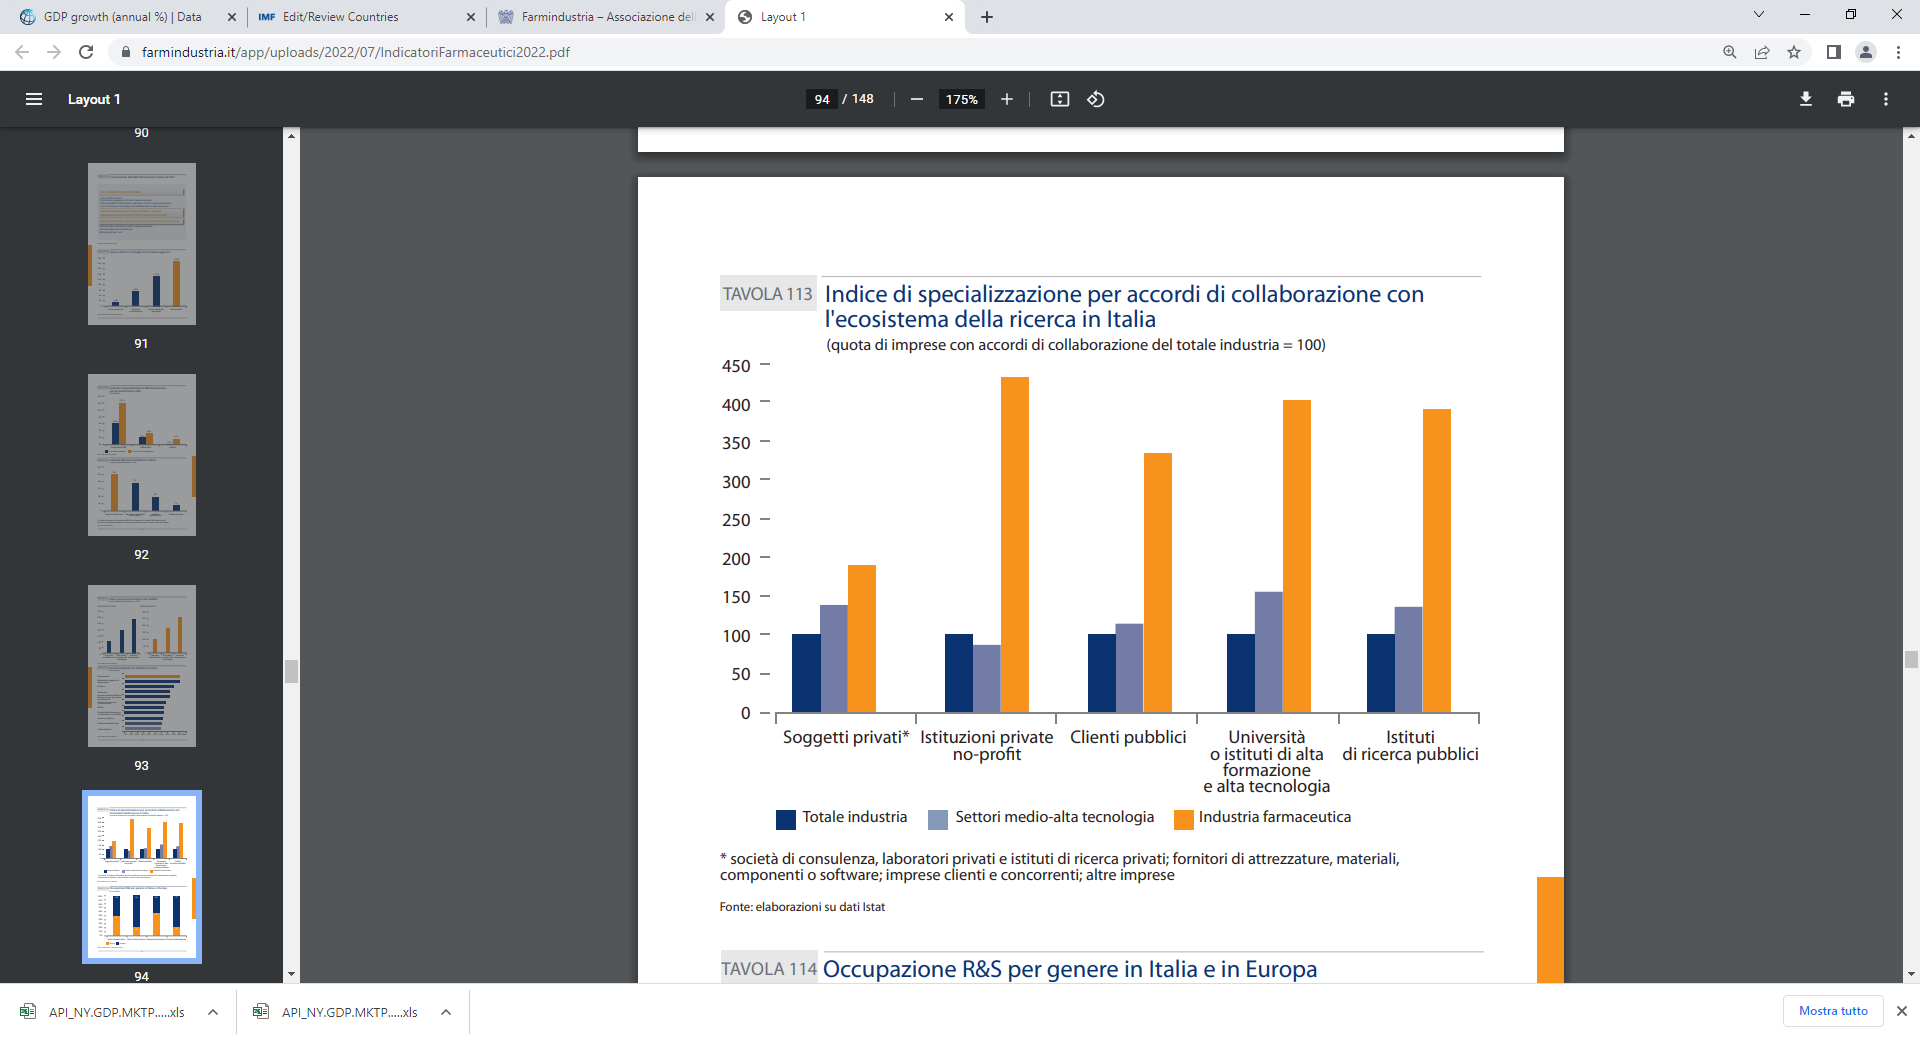 GDP growth (annual %) | Data
IMF Edit/Review Countries
Farmindustria – Associazione del
Layout 1
farmindustria.it/app/uploads/2022/07/IndicatoriFarmaceutici2022.pdf
Layout 1
94 / 148
175%
90
91
92
93
94
TAVOLA 113 Indice di specializzazione per accordi di collaborazione con
l'ecosistema della ricerca in Italia
(quota di imprese con accordi di collaborazione del totale industria = 100)
450
400
350
300
250
200
150
100
50
0
Soggetti privati* Istituzioni private Clienti pubblici Università Istituti
no-profit o istituti di alta di ricerca pubblici
formazione
e alta tecnologia
Totale industria Settori medio-alta tecnologia Industria farmaceutica
* società di consulenza, laboratori privati e istituti di ricerca privati; fornitori di attrezzature, materiali,
componenti o software; imprese clienti e concorrenti; altre imprese
Fonte: elaborazioni su dati Istat
TAVOLA 114 Occupazione R&S per genere in Italia e in Europa
API_NY.GDP.MKTP.....xls
API_NY.GDP.MKTP.....xls
Mostra tutto